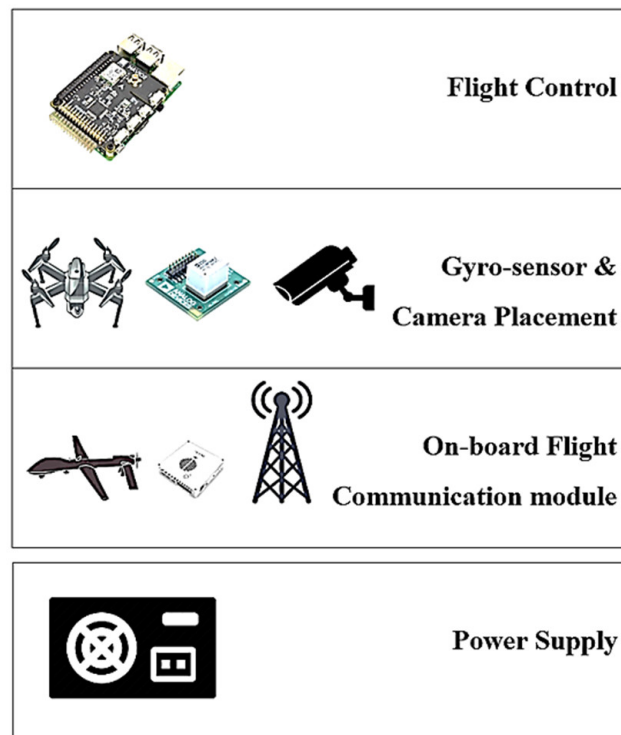 Flight Control
Gyro-sensor &
Camera Placement
On-board Flight
Communication module
Power Supply